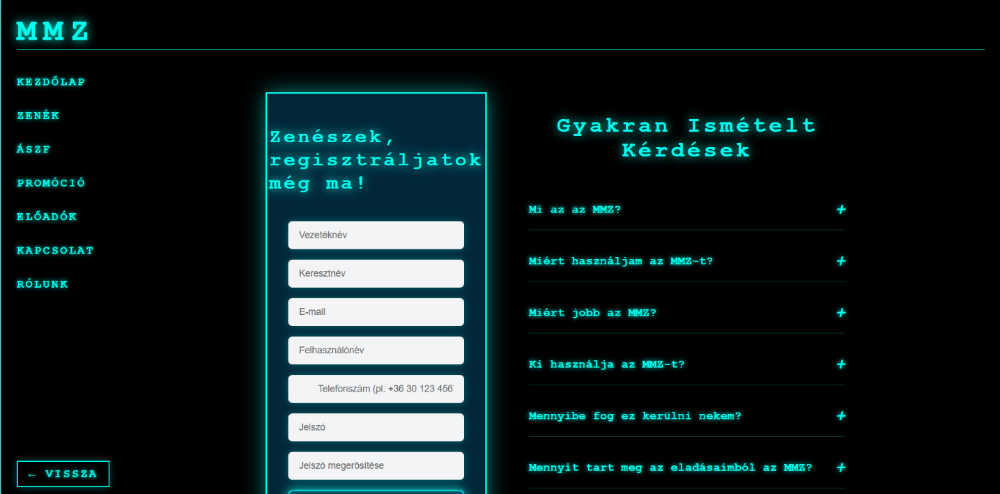 MMZ
KEZDŐLAP
ZENÉK
ÁSZF
PROMÓCIÓ
ELŐADÓK
KAPCSOLAT
RÓLUNK
← VISSZA
Zenészek,
regisztráljatok
még ma!
Vezetéknév
Keresztnév
E-mail
Felhasználónév
Telefonszám (pl. +36 30 123 456
Jelszó
Jelszó megerősítése
Gyakran Ismételt
Kérdések
Mi az az MMZ? +
Miért használjam az MMZ-t? +
Miért jobb az MMZ? +
Ki használja az MMZ-t? +
Mennyibe fog ez kerülni nekem? +
Mennyit tart meg az eladásaimból az MMZ? +